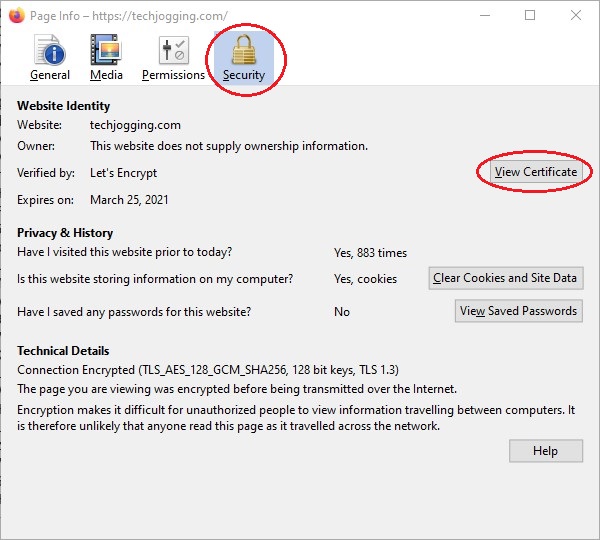 Page Info – https://techjogging.com/
General Media Permissions Security
Website Identity
Website: techjogging.com
Owner: This website does not supply ownership information.
Verified by: Let's Encrypt View Certificate
Expires on: March 25, 2021
Privacy & History
Have I visited this website prior to today? Yes, 883 times
Is this website storing information on my computer? Yes, cookies Clear Cookies and Site Data
Have I saved any passwords for this website? No View Saved Passwords
Technical Details
Connection Encrypted (TLS_AES_128_GCM_SHA256, 128 bit keys, TLS 1.3)
The page you are viewing was encrypted before being transmitted over the Internet.
Encryption makes it difficult for unauthorized people to view information travelling between computers. It
is therefore unlikely that anyone read this page as it travelled across the network.
Help